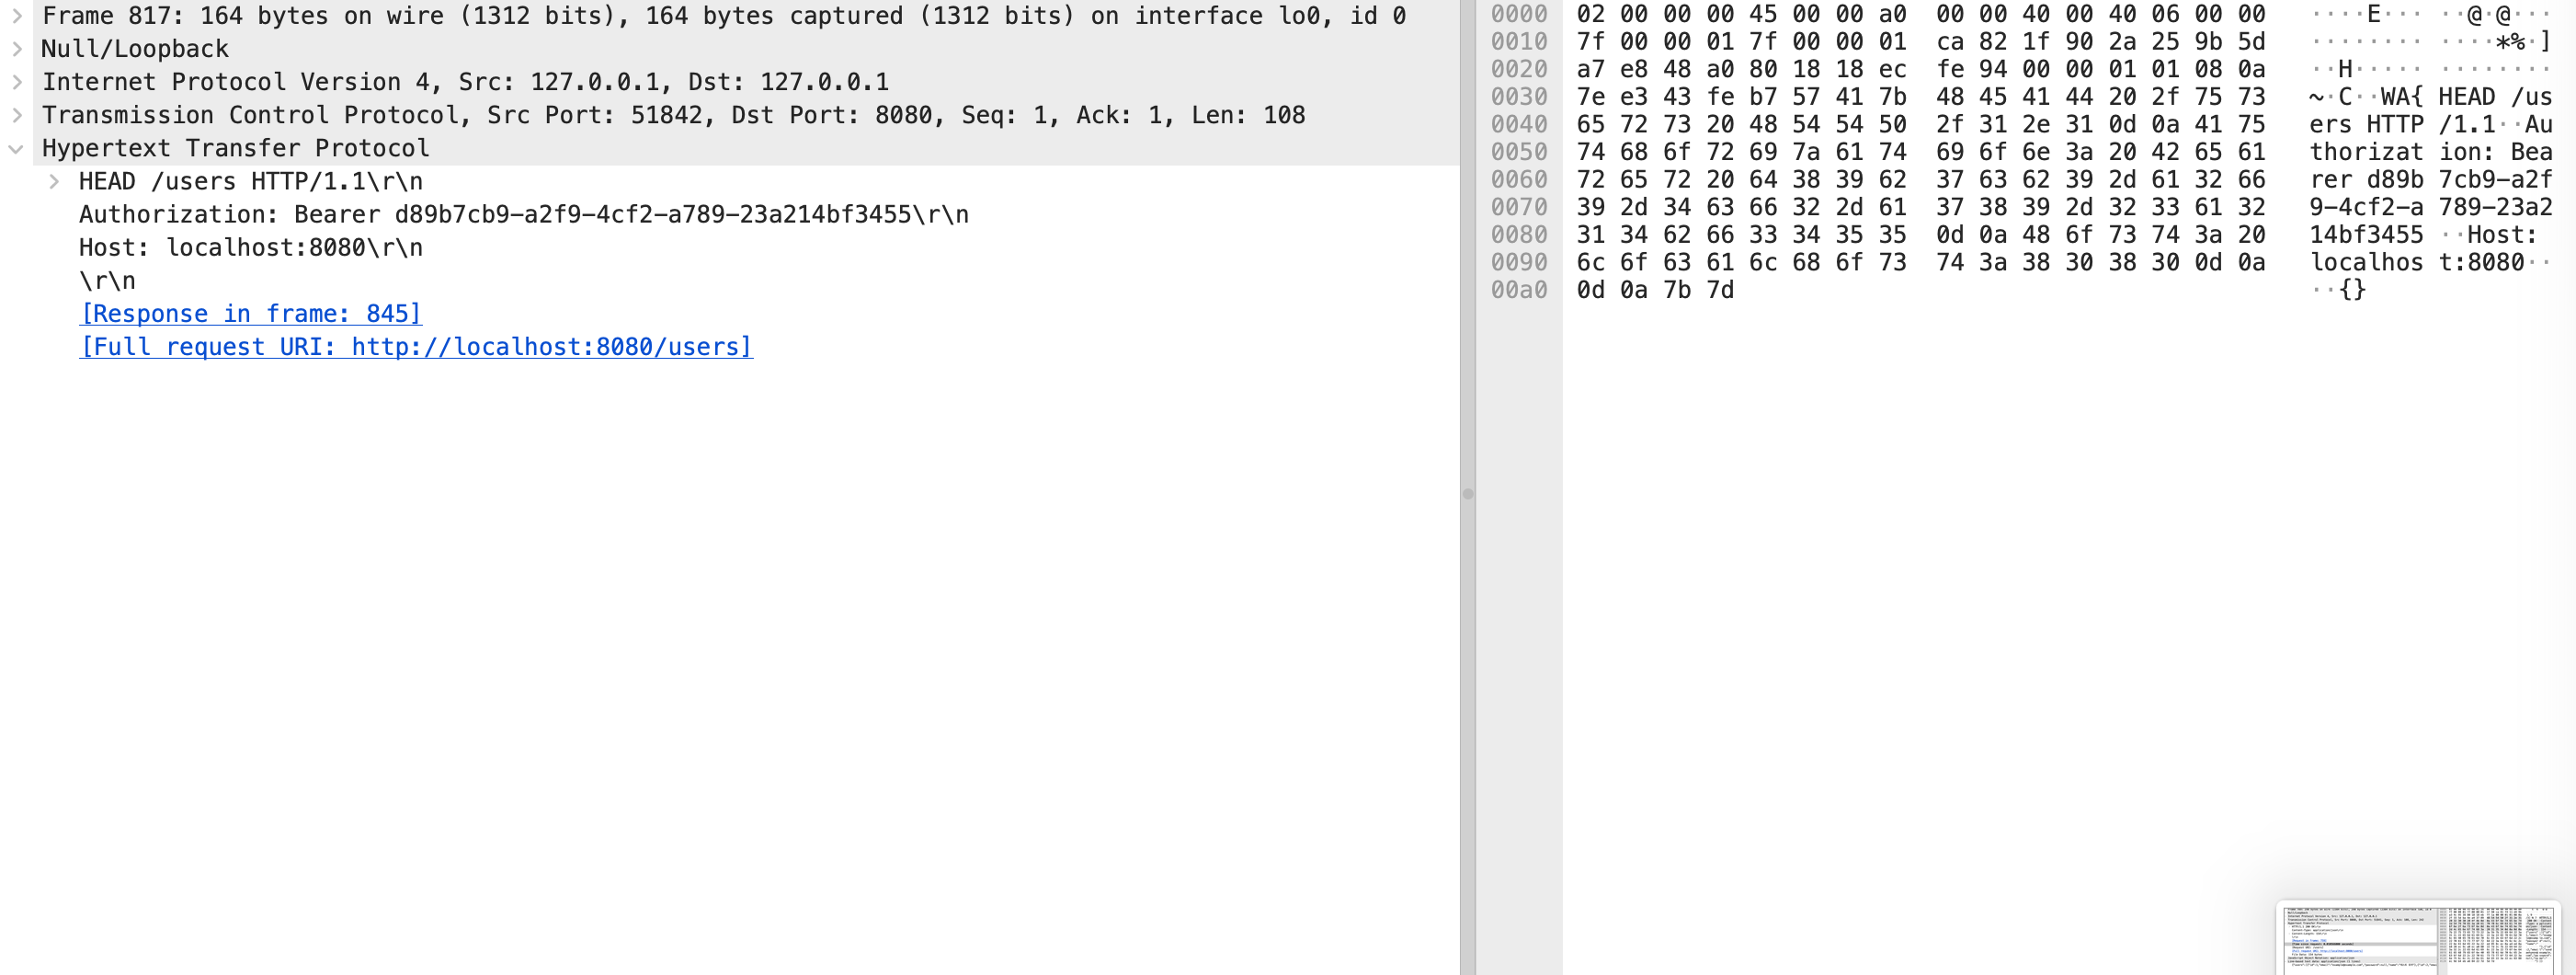 Frame 817: 164 bytes on wire (1312 bits), 164 bytes captured (1312 bits) on interface lo0, id 0
Null/Loopback
Internet Protocol Version 4, Src: 127.0.0.1, Dst: 127.0.0.1
Transmission Control Protocol, Src Port: 51842, Dst Port: 8080, Seq: 1, Ack: 1, Len: 108
Hypertext Transfer Protocol
HEAD /users HTTP/1.1\r\n
Authorization: Bearer d89b7cb9-a2f9-4cf2-a789-23a214bf3455\r\n
Host: localhost:8080\r\n
\r\n
[Response in frame: 845]
[Full request URI: http://localhost:8080/users]
0000 02 00 00 00 45 00 00 a0 00 00 40 00 40 06 00 00 ····E··· ··@·@···
0010 7f 00 00 01 7f 00 00 01 ca 82 1f 90 2a 25 9b 5d ········ ····*%·]
0020 a7 e8 48 a0 80 18 18 ec fe 94 00 00 01 01 08 0a ··H····· ········
0030 7e e3 43 fe b7 57 41 7b 48 45 41 44 20 2f 75 73 ~·C··WA{ HEAD /us
0040 65 72 73 20 48 54 54 50 2f 31 2e 31 0d 0a 41 75 ers HTTP /1.1··Au
0050 74 68 6f 72 69 7a 61 74 69 6f 6e 3a 20 42 65 61 thorizat ion: Bea
0060 72 65 72 20 64 38 39 62 37 63 62 39 2d 61 32 66 rer d89b 7cb9-a2f
0070 39 2d 34 63 66 32 2d 61 37 38 39 2d 32 33 61 32 9-4cf2-a 789-23a2
0080 31 34 62 66 33 34 35 35 0d 0a 48 6f 73 74 3a 20 14bf3455 ··Host:
0090 6c 6f 63 61 6c 68 6f 73 74 3a 38 30 38 30 0d 0a localhos t:8080··
00a0 0d 0a 7b 7d ··{}